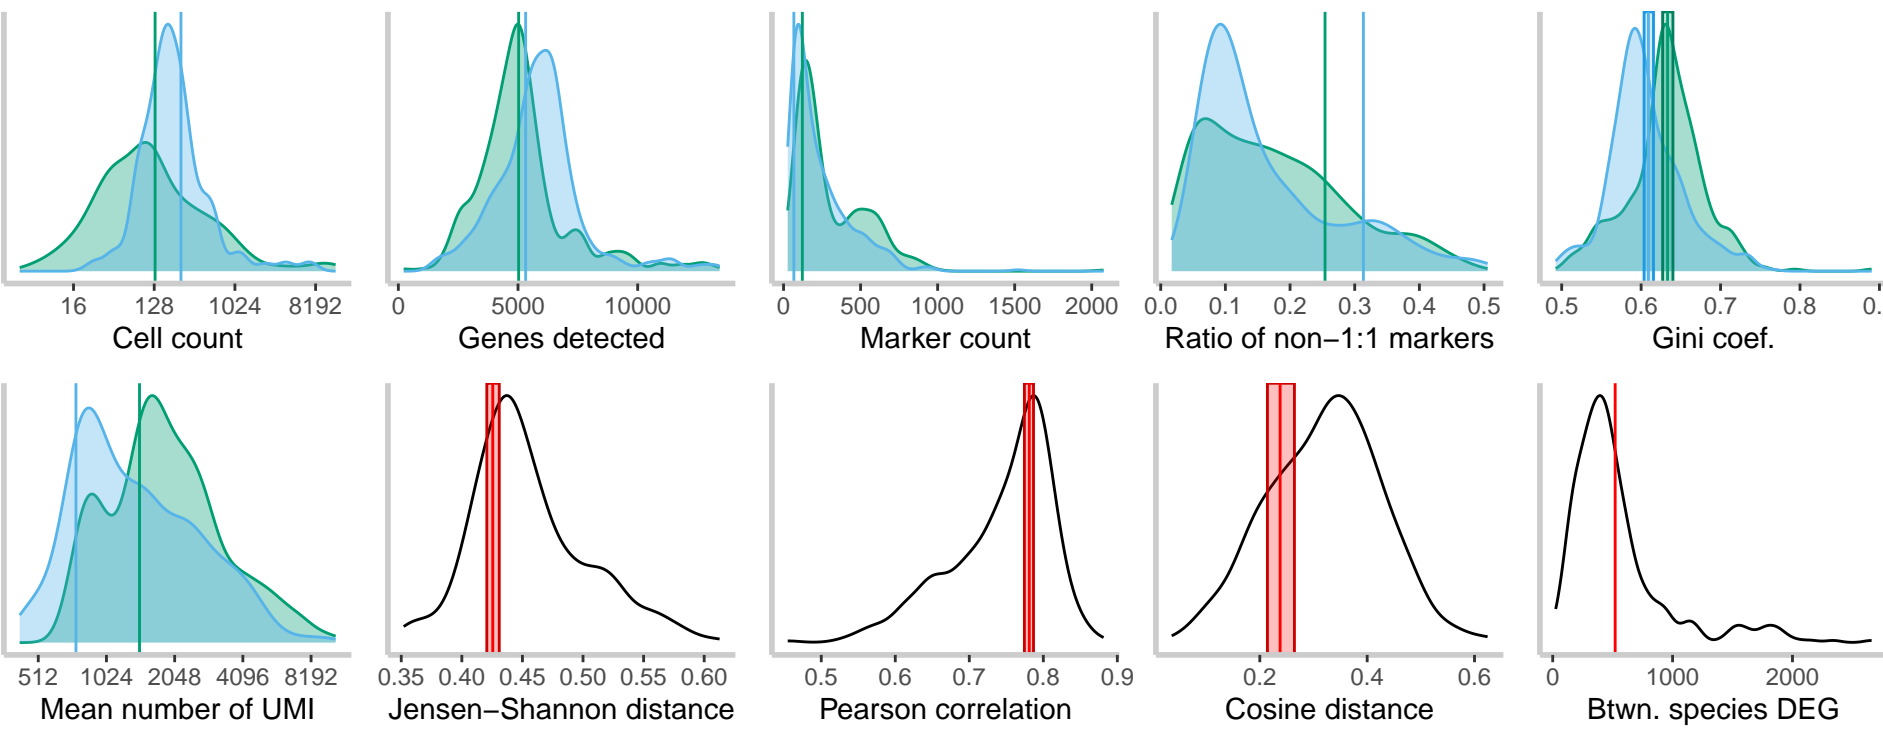 16 128 1024 8192
Cell count
0 5000 10000
Genes detected
0 500 1000 1500 2000
Marker count
0.0 0.1 0.2 0.3 0.4 0.5
Ratio of non−1:1 markers
0.5 0.6 0.7 0.8 0.
Gini coef.
512 1024 2048 4096 8192
Mean number of UMI
0.35 0.40 0.45 0.50 0.55 0.60
Jensen−Shannon distance
0.5 0.6 0.7 0.8 0.9
Pearson correlation
0.2 0.4 0.6
Cosine distance
0 1000 2000
Btwn. species DEG